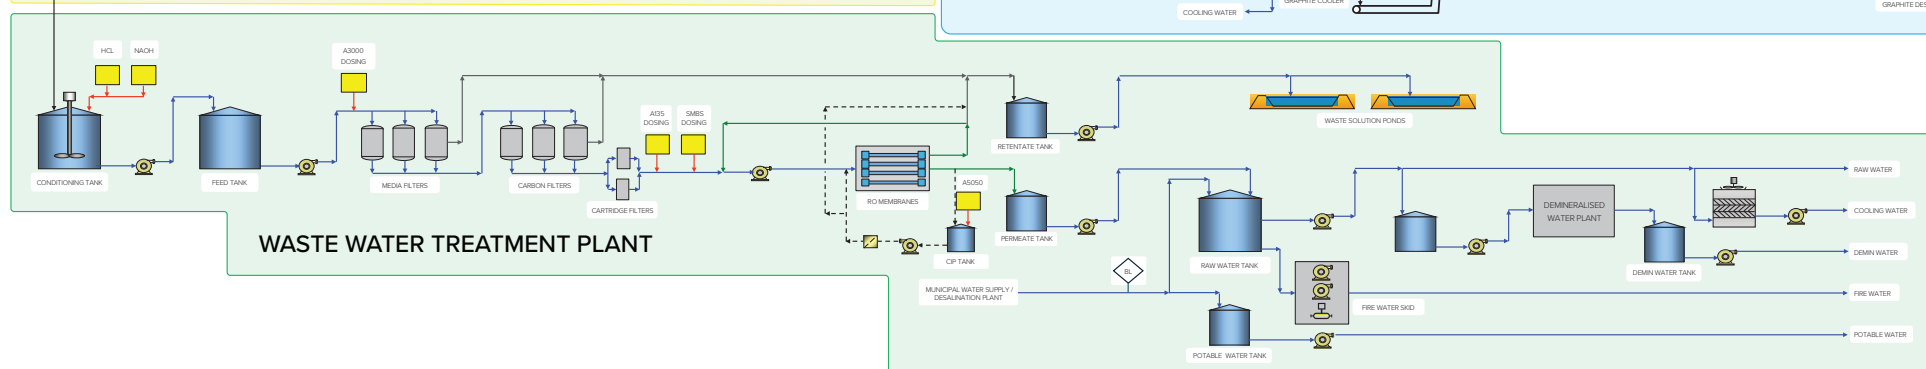 COOLING WATER
GRAPHITE COOLER
GRAPHITE DES
HCL
NAOH
A3000
DOSING
CONDITIONING TANK
FEED TANK
MEDIA FILTERS
CARBON FILTERS
CARTRIDGE FILTERS
A135
DOSING
SMBS
DOSING
RO MEMBRANES
A5050
CIP TANK
RETENTATE TANK
PERMEATE TANK
WASTE SOLUTION PONDS
WASTE WATER TREATMENT PLANT
MUNICIPAL WATER SUPPLY /
DESALINATION PLANT
BL
RAW WATER TANK
POTABLE WATER TANK
FIRE WATER SKID
DEMINERALISED
WATER PLANT
DEMIN WATER TANK
RAW WATER
COOLING WATER
DEMIN WATER
FIRE WATER
POTABLE WATER